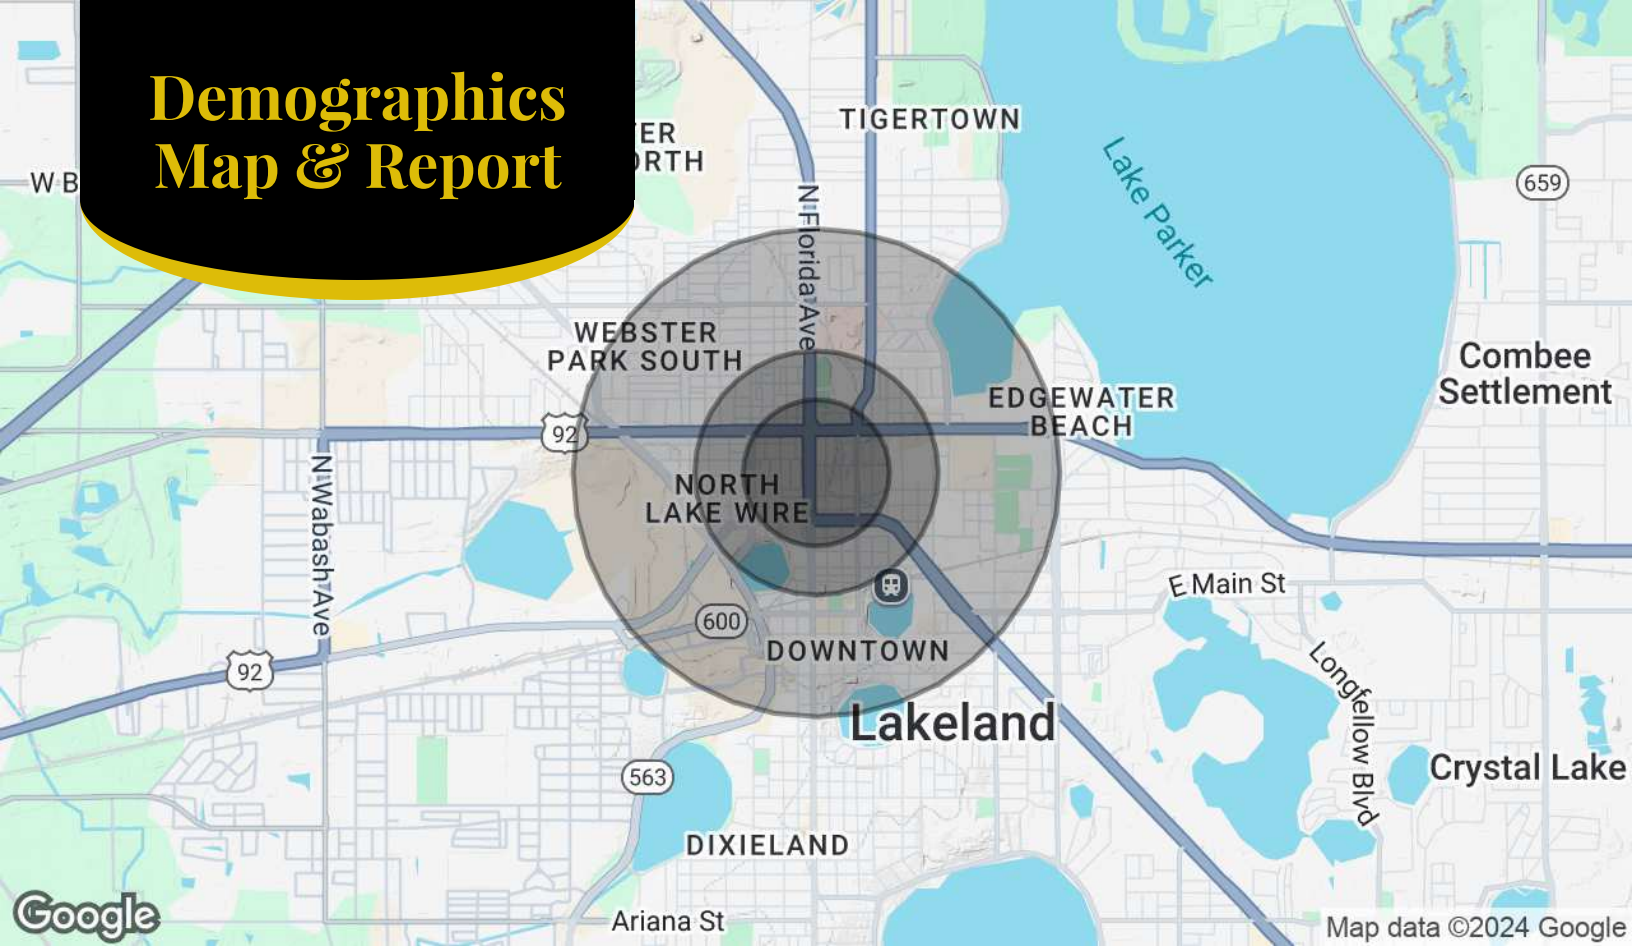 Demographics
Map & Report
TIGERTOWN
ER
ORTH
W B
Lake Parker
659
N Florida Ave
WEBSTER
PARK SOUTH
Combee
Settlement
EDGEWATER
BEACH
92
N Wabash Ave
NORTH
LAKE WIRE
E Main St
600
DOWNTOWN
92
Longfellow Blvd
Lakeland
563
Crystal Lake
DIXIELAND
Ariana St
Google
Map data ©2024 Google